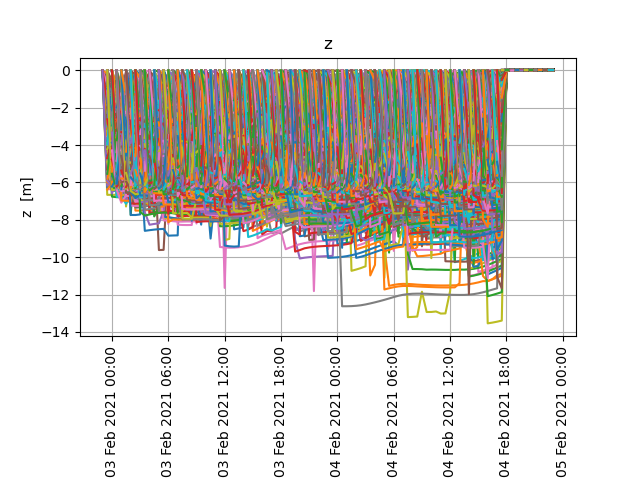 z
0
−2
−4
−6
−8
−10
−12
−14
z [m]
03 Feb 2021 00:00
03 Feb 2021 06:00
03 Feb 2021 12:00
03 Feb 2021 18:00
04 Feb 2021 00:00
04 Feb 2021 06:00
04 Feb 2021 12:00
04 Feb 2021 18:00
05 Feb 2021 00:00